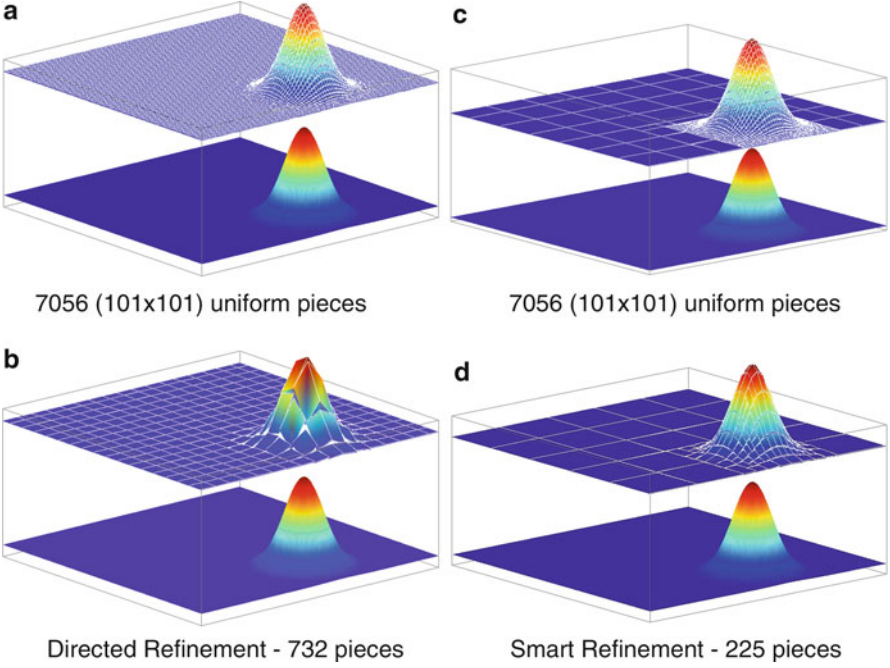 a
c
7056 (101x101) uniform pieces
7056 (101x101) uniform pieces
b
d
Directed Refinement - 732 pieces
Smart Refinement - 225 pieces